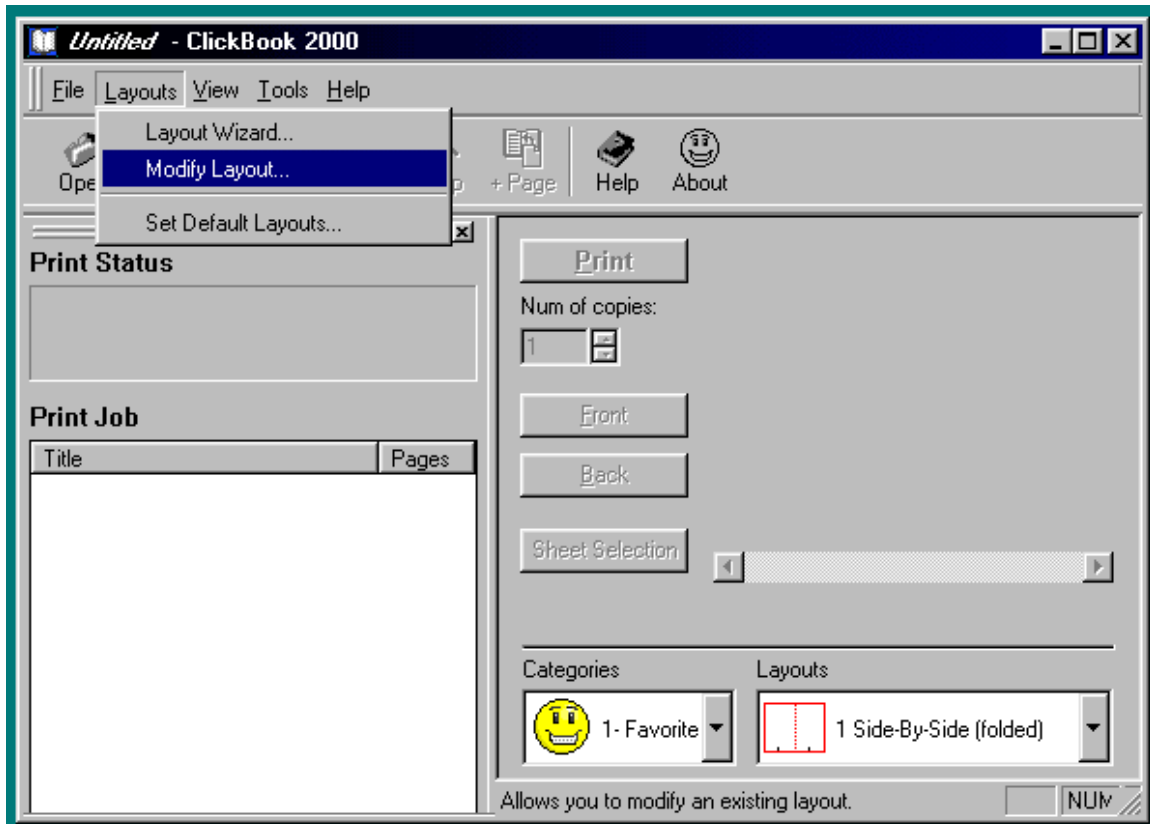 Untitled - ClickBook 2000
File Layouts View Tools Help
Layout Wizard...
Modify Layout...
Set Default Layouts...
+ Page
Help
About
Print Status
Print Job
Title Pages
Print
Num of copies:
1
Front
Back
Sheet Selection
Categories Layouts
1- Favorite 1 Side-By-Side (folded)
Allows you to modify an existing layout.